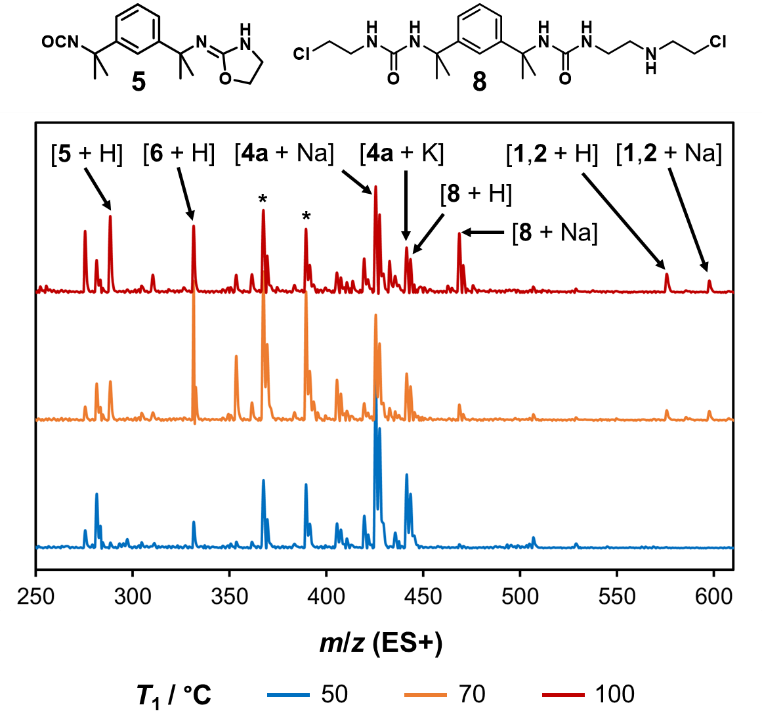 OCN
N
H
N
O
5
Cl
H
N
H
N
O
H
N
H
N
O
N
H
Cl
8
[5 + H]
[6 + H]
[4a + Na]
[4a + K]
[1,2 + H]
[1,2 + Na]
[8 + H]
[8 + Na]
*
*
250 300 350 400 450 500 550 600
m/z (ES+)
T1 / °C 50 70 100